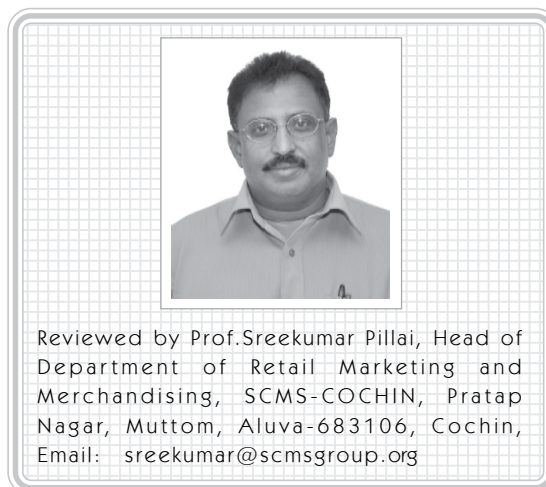 Reviewed by Prof.Sreekumar Pillai, Head of
Department of Retail Marketing and
Merchandising, SCMS-COCHIN, Pratap
Nagar, Muttom, Aluva-683106, Cochin,
Email: sreekumar@scmsgroup.org